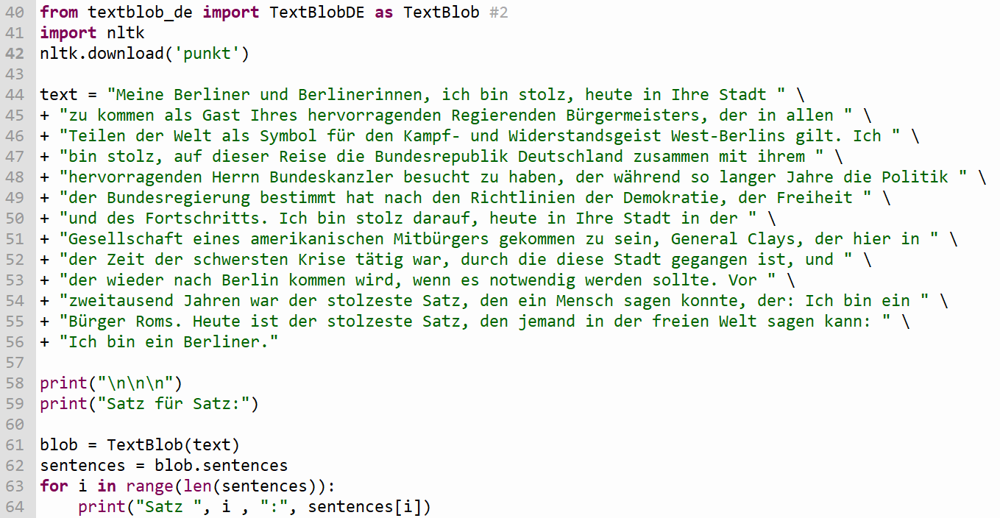 40 from textblob_de import TextBlobDE as TextBlob #2
41 import nltk
42 nltk.download('punkt')
43
44 text = "Meine Berliner und Berlinerinnen, ich bin stolz, heute in Ihre Stadt " \
45 + "zu kommen als Gast Ihres hervorragenden Regierenden Bürgermeisters, der in allen " \
46 + "Teilen der Welt als Symbol für den Kampf- und Widerstandsgeist West-Berlins gilt. Ich " \
47 + "bin stolz, auf dieser Reise die Bundesrepublik Deutschland zusammen mit ihrem " \
48 + "hervorragenden Herrn Bundeskanzler besucht zu haben, der während so langer Jahre die Politik " \
49 + "der Bundesregierung bestimmt hat nach den Richtlinien der Demokratie, der Freiheit " \
50 + "und des Fortschritts. Ich bin stolz darauf, heute in Ihre Stadt in der " \
51 + "Gesellschaft eines amerikanischen Mitbürgers gekommen zu sein, General Clays, der hier in " \
52 + "der Zeit der schwersten Krise tätig war, durch die diese Stadt gegangen ist, und " \
53 + "der wieder nach Berlin kommen wird, wenn es notwendig werden sollte. Vor " \
54 + "zweitausend Jahren war der stolzeste Satz, den ein Mensch sagen konnte, der: Ich bin ein " \
55 + "Bürger Roms. Heute ist der stolzeste Satz, den jemand in der freien Welt sagen kann: " \
56 + "Ich bin ein Berliner."
57
58 print("\n\n\n")
59 print("Satz für Satz:")
60
61 blob = TextBlob(text)
62 sentences = blob.sentences
63 for i in range(len(sentences)):
64     print("Satz ", i , ":", sentences[i])